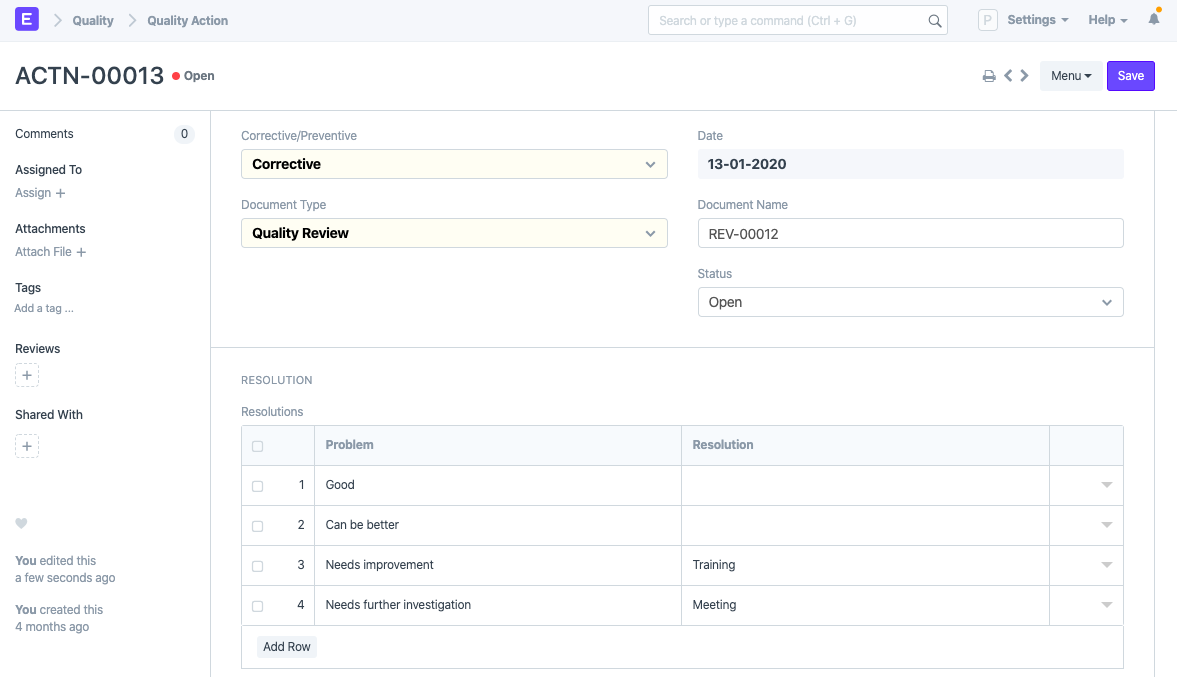 E Quality Quality Action Search or type a command (Ctrl + G) P Settings Help
ACTN-00013 Open Menu Save
Comments 0
Assigned To
Assign +
Attachments
Attach File +
Tags
Add a tag ...
Reviews
+
Shared With
+
You edited this
a few seconds ago
You created this
4 months ago
Corrective/Preventive
Corrective
Document Type
Quality Review
Date
13-01-2020
Document Name
REV-00012
Status
Open
RESOLUTION
Resolutions
Problem Resolution
1 Good
2 Can be better
3 Needs improvement Training
4 Needs further investigation Meeting
Add Row